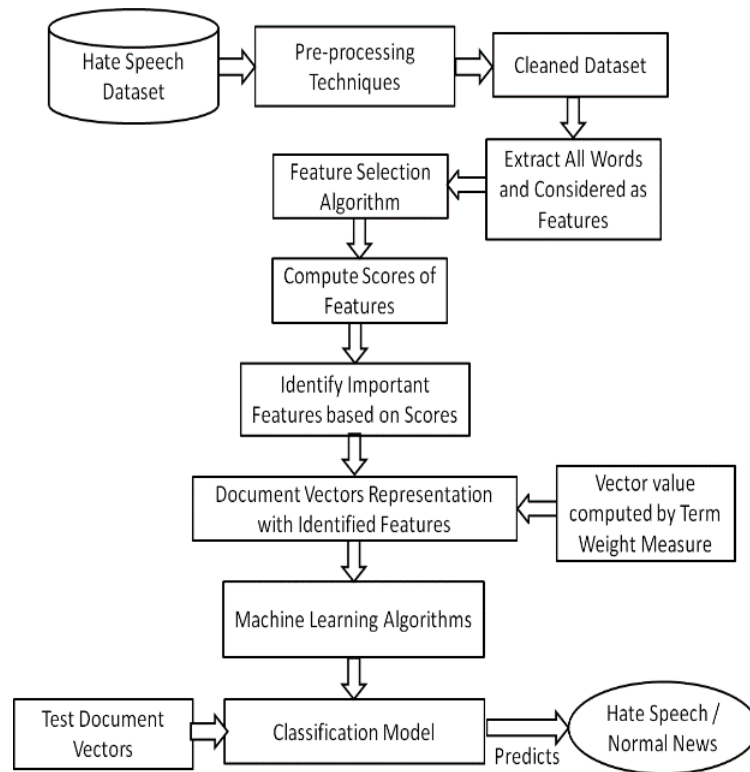 Hate Speech
Dataset
Pre-processing
Techniques
Cleaned Dataset
Extract All Words
and Considered as
Features
Feature Selection
Algorithm
Compute Scores of
Features
Identify Important
Features based on Scores
Document Vectors Representation
with Identified Features
Vector value
computed by Term
Weight Measure
Machine Learning Algorithms
Test Document
Vectors
Classification Model
Predicts
Hate Speech /
Normal News